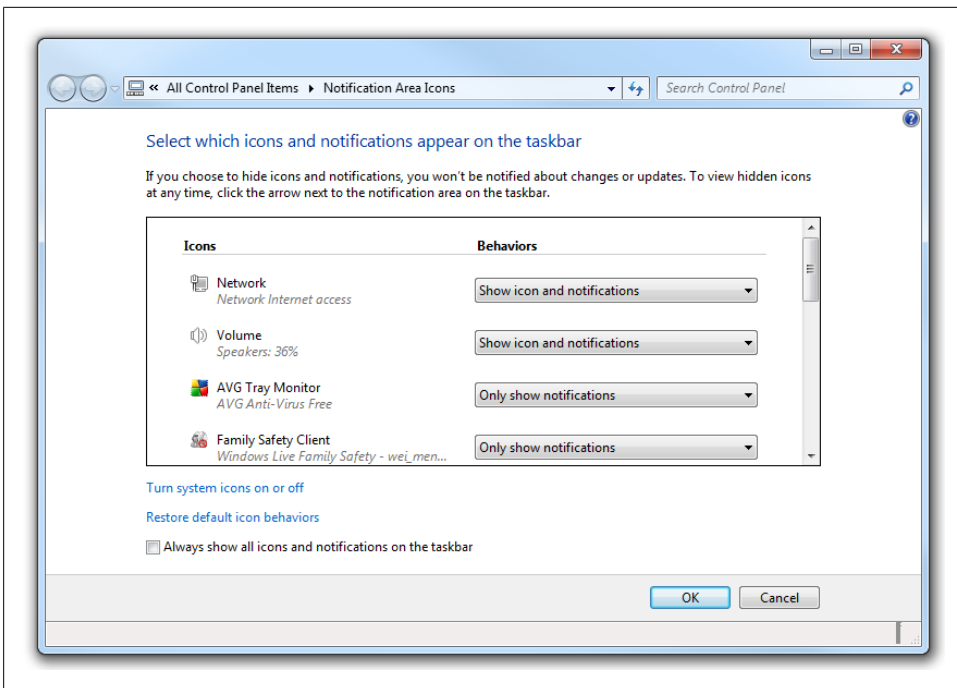 « All Control Panel Items ▸ Notification Area Icons
Search Control Panel
Select which icons and notifications appear on the taskbar
If you choose to hide icons and notifications, you won't be notified about changes or updates. To view hidden icons
at any time, click the arrow next to the notification area on the taskbar.
Icons Behaviors
Network
Network Internet access
Show icon and notifications
Volume
Speakers: 36%
Show icon and notifications
AVG Tray Monitor
AVG Anti-Virus Free
Only show notifications
Family Safety Client
Windows Live Family Safety - wei_men...
Only show notifications
Turn system icons on or off
Restore default icon behaviors
Always show all icons and notifications on the taskbar
OK Cancel